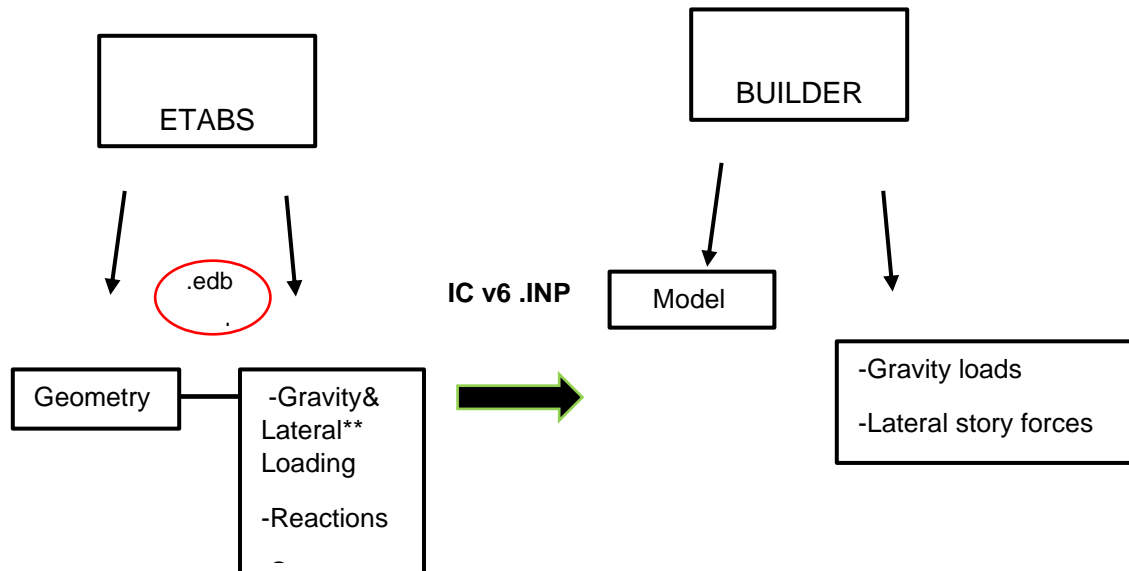 ETABS
BUILDER
.edb
.
IC v6 .INP
Model
Geometry
-Gravity&
Lateral**
Loading
-Reactions
-Gravity loads
-Lateral story forces